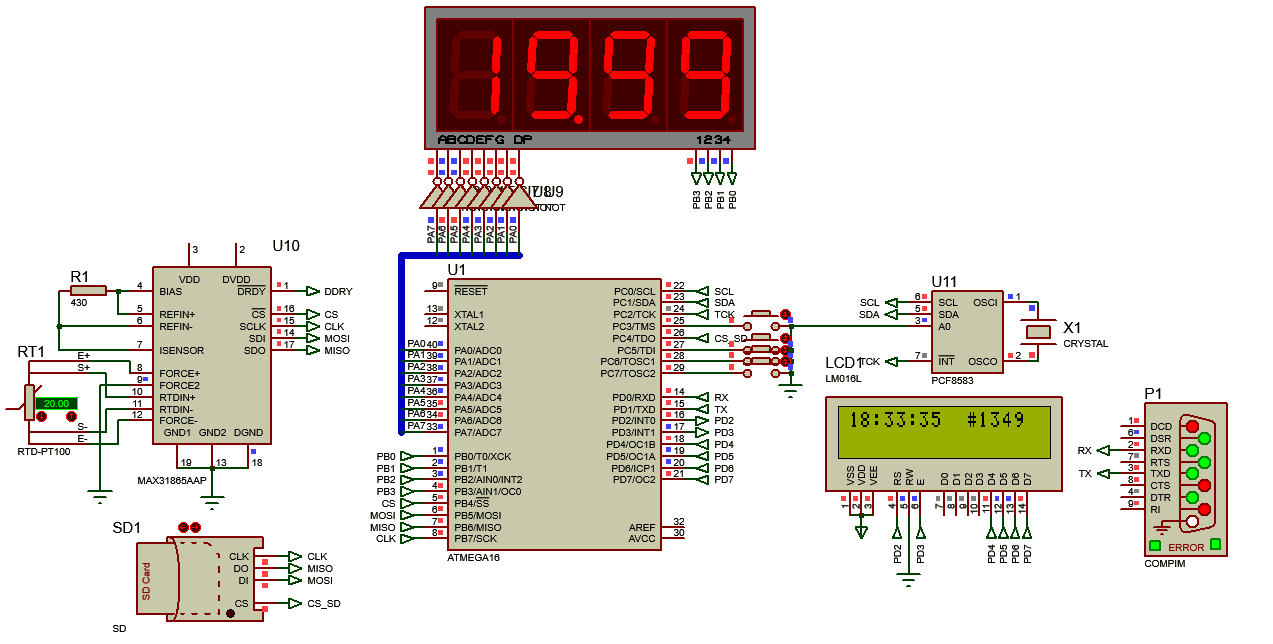 19.99
ABCDEFG DP
1234
PB3
PB2
PB1
PB0
U9
NOT
PA7
PA6
PA5
PA4
PA3
PA2
PA1
PA0
U10
3
2
VDD
DVDD
R1
430
4
BIAS
DRDY
1
DDRY
5
REFIN+
CS
16
CS
6
REFIN-
SCLK
15
CLK
SDI
14
MOSI
7
ISENSOR
SDO
17
MISO
RT1
E+
S+
20.00
S-
E-
RTD-PT100
8
FORCE+
9
FORCE2
10
RTDIN+
11
RTDIN-
12
FORCE-
GND1 GND2 DGND
19
13
18
MAX31865AAP
SD1
SD Card
CLK
CLK
DO
MISO
DI
MOSI
CS
CS_SD
SD
U1
9
RESET
13
XTAL1
12
XTAL2
PA0
40
PA0/ADC0
PA1
39
PA1/ADC1
PA2
38
PA2/ADC2
PA3
37
PA3/ADC3
PA4
36
PA4/ADC4
PA5
35
PA5/ADC5
PA6
34
PA6/ADC6
PA7
33
PA7/ADC7
PB0
1
PB0/T0/XCK
PB1
2
PB1/T1
PB2
3
PB2/AIN0/INT2
PB3
4
PB3/AIN1/OC0
CS
5
PB4/SS
MOSI
6
PB5/MOSI
MISO
7
PB6/MISO
CLK
8
PB7/SCK
ATMEGA16
PC0/SCL
22
SCL
PC1/SDA
23
SDA
PC2/TCK
24
TCK
PC3/TMS
25
PC4/TDO
26
CS_SD
PC5/TDI
27
PC6/TOSC1
28
PC7/TOSC2
29
PD0/RXD
14
RX
PD1/TXD
15
TX
PD2/INT0
16
PD2
PD3/INT1
17
PD3
PD4/OC1B
18
PD4
PD5/OC1A
19
PD5
PD6/ICP1
20
PD6
PD7/OC2
21
PD7
AREF
32
AVCC
30
U11
SCL
6
SCL
OSCI
1
SDA
5
SDA
3
A0
TCK
7
INT
OSCO
2
PCF8583
X1
CRYSTAL
LCD1
LM016L
18:33:35 #1349
VSS
VDD
VEE
RS
RW
E
D0
D1
D2
D3
D4
D5
D6
D7
1
2
3
4
5
6
7
8
9
10
11
12
13
14
PD2
PD3
PD4
PD5
PD6
PD7
P1
1
DCD
6
DSR
RX
2
RXD
7
RTS
TX
3
TXD
8
CTS
4
DTR
9
RI
ERROR
COMPIM